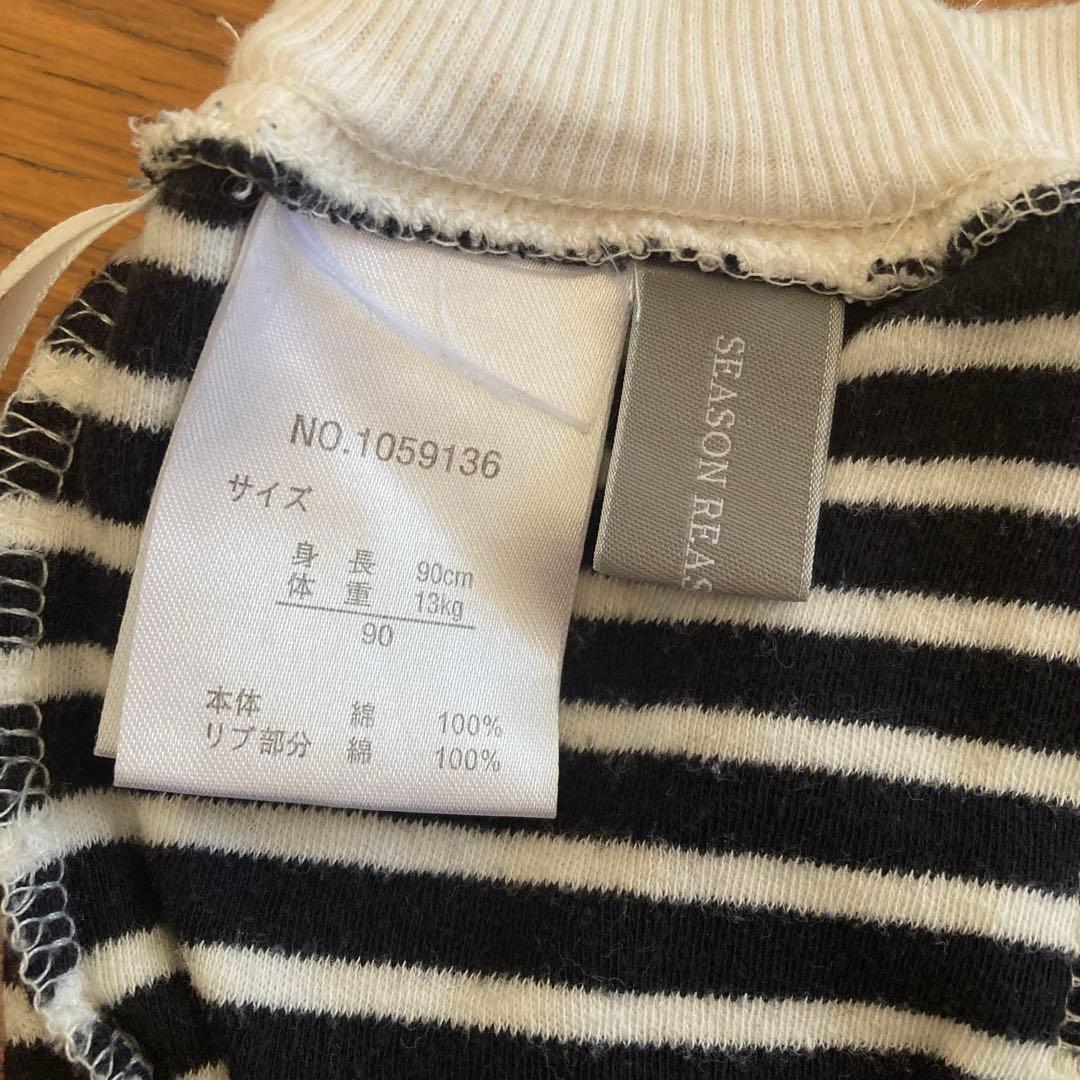 NO.1059136
サイズ
身 長 90cm
体 重 13kg
90
本体 綿 100%
リブ部分 綿 100%
SEASON REAS